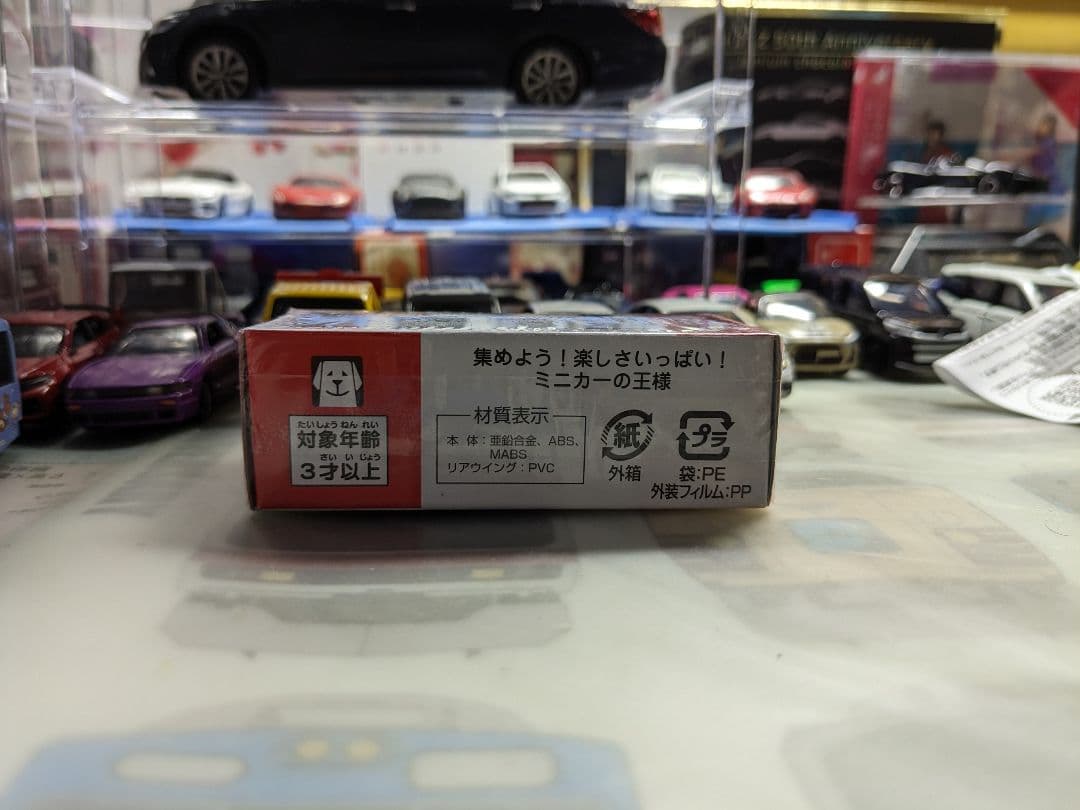 集めよう！楽しさいっぱい！
ミニカーの王様
たいしょうねんれい
対象年齢
さい い じょう
3才以上
材質表示
本 体：亜鉛合金、ABS、
MABS
リアウイング：PVC
紙
外箱
プラ
袋:PE
外装フィルム:PP